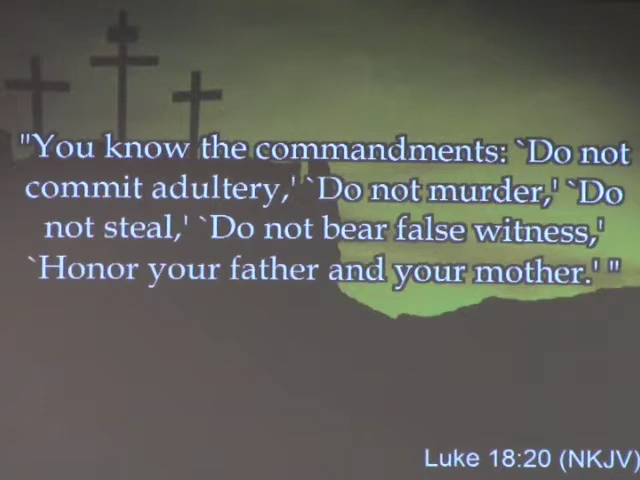 "You know the commandments: `Do not
commit adultery,' `Do not murder,' `Do
not steal,' `Do not bear false witness,'
`Honor your father and your mother.' "
Luke 18:20 (NKJV)